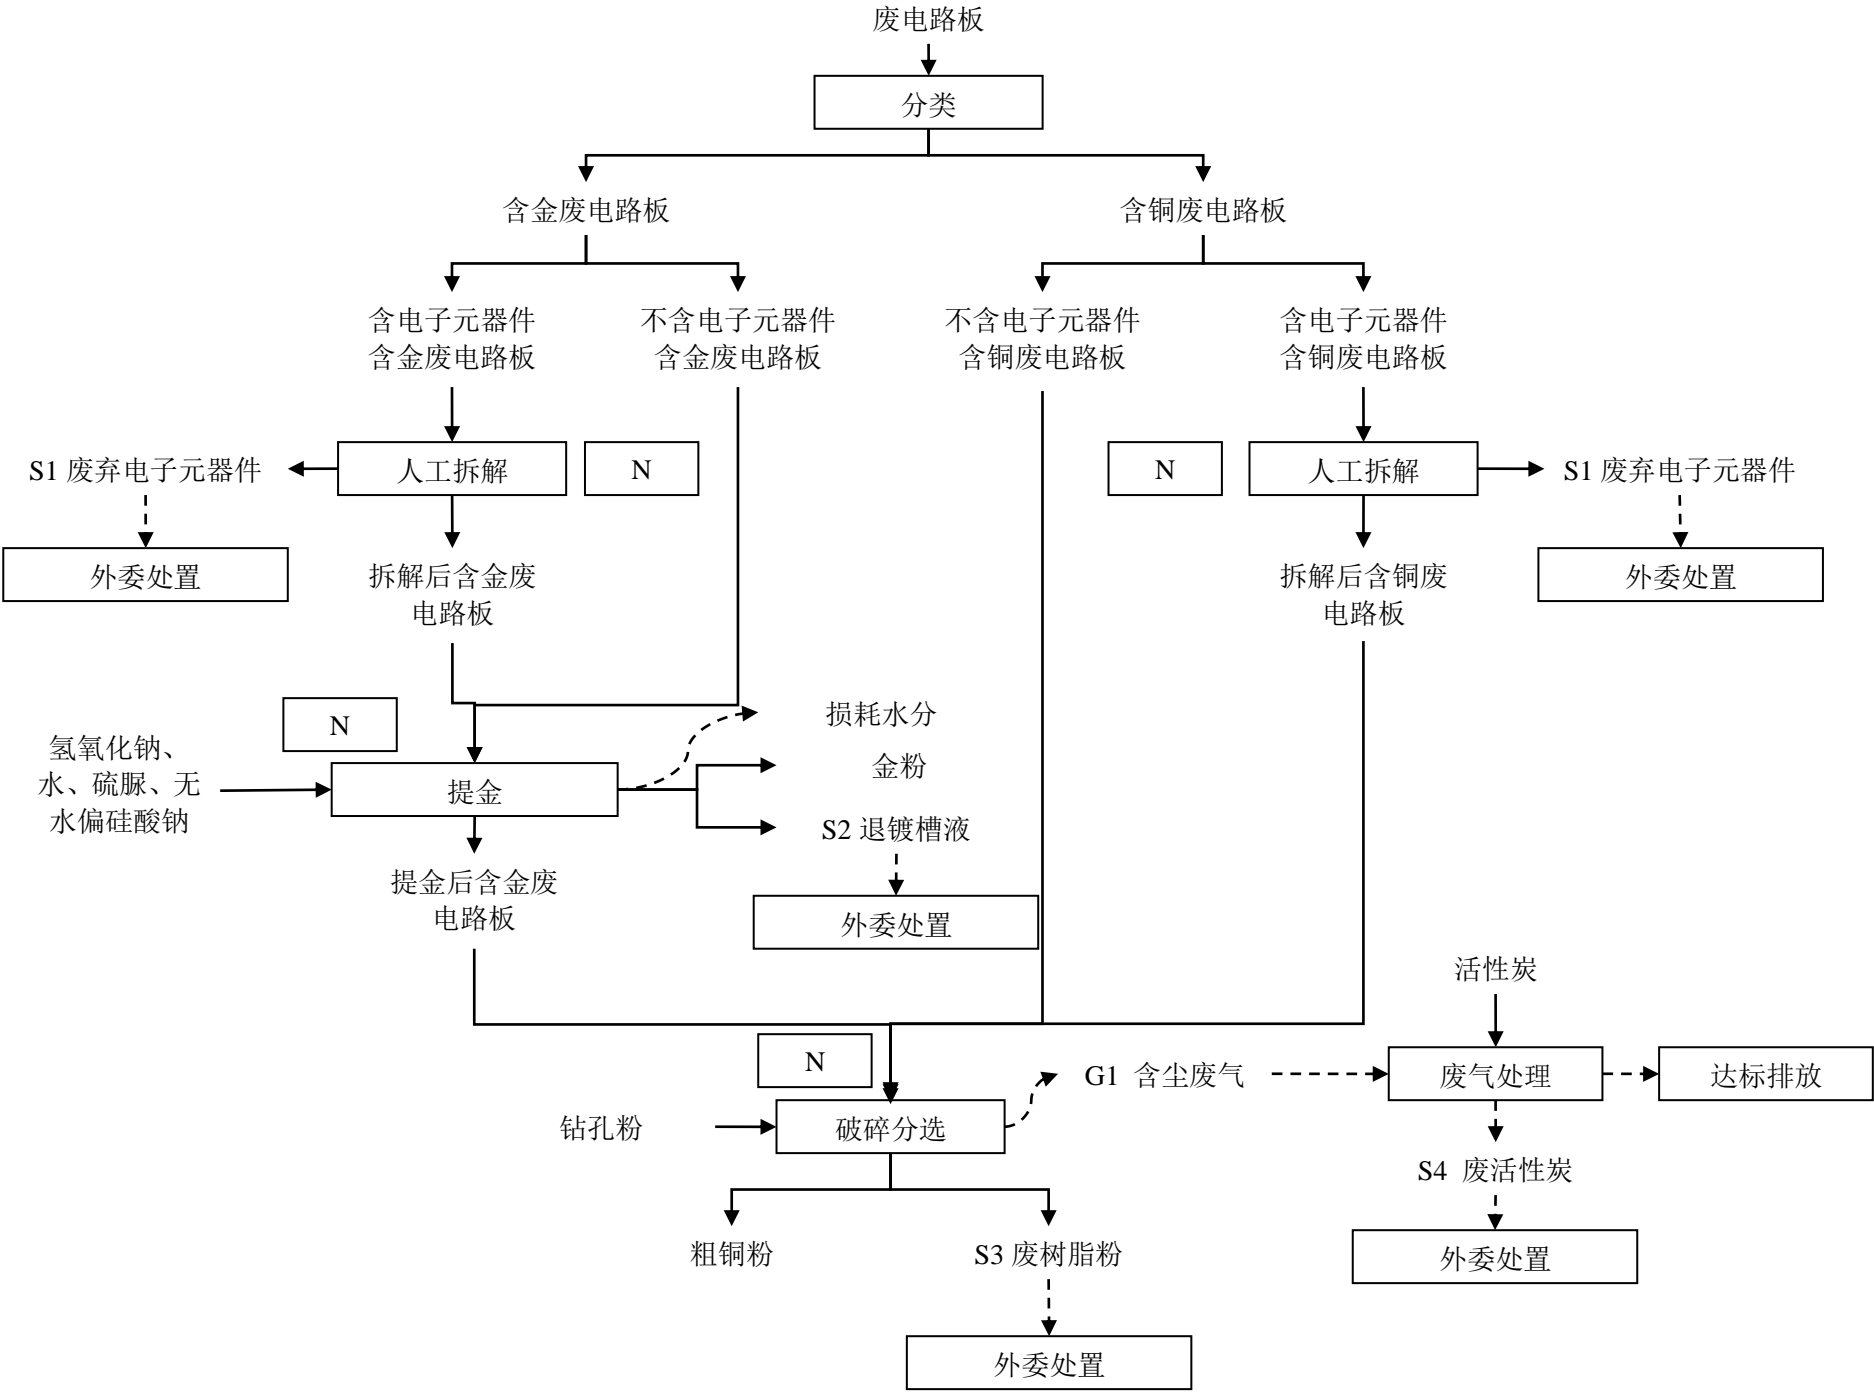 废电路板
分类
含金废电路板
含铜废电路板
含电子元器件
含金废电路板
不含电子元器件
含金废电路板
不含电子元器件
含铜废电路板
含电子元器件
含铜废电路板
S1 废弃电子元器件
人工拆解
N
N
人工拆解
S1 废弃电子元器件
外委处置
拆解后含金废
电路板
拆解后含铜废
电路板
外委处置
N
氢氧化钠、
水、硫脲、无
水偏硅酸钠
提金
损耗水分
金粉
S2 退镀槽液
外委处置
提金后含金废
电路板
活性炭
N
G1 含尘废气
废气处理
达标排放
钻孔粉
破碎分选
S4 废活性炭
外委处置
粗铜粉
S3 废树脂粉
外委处置